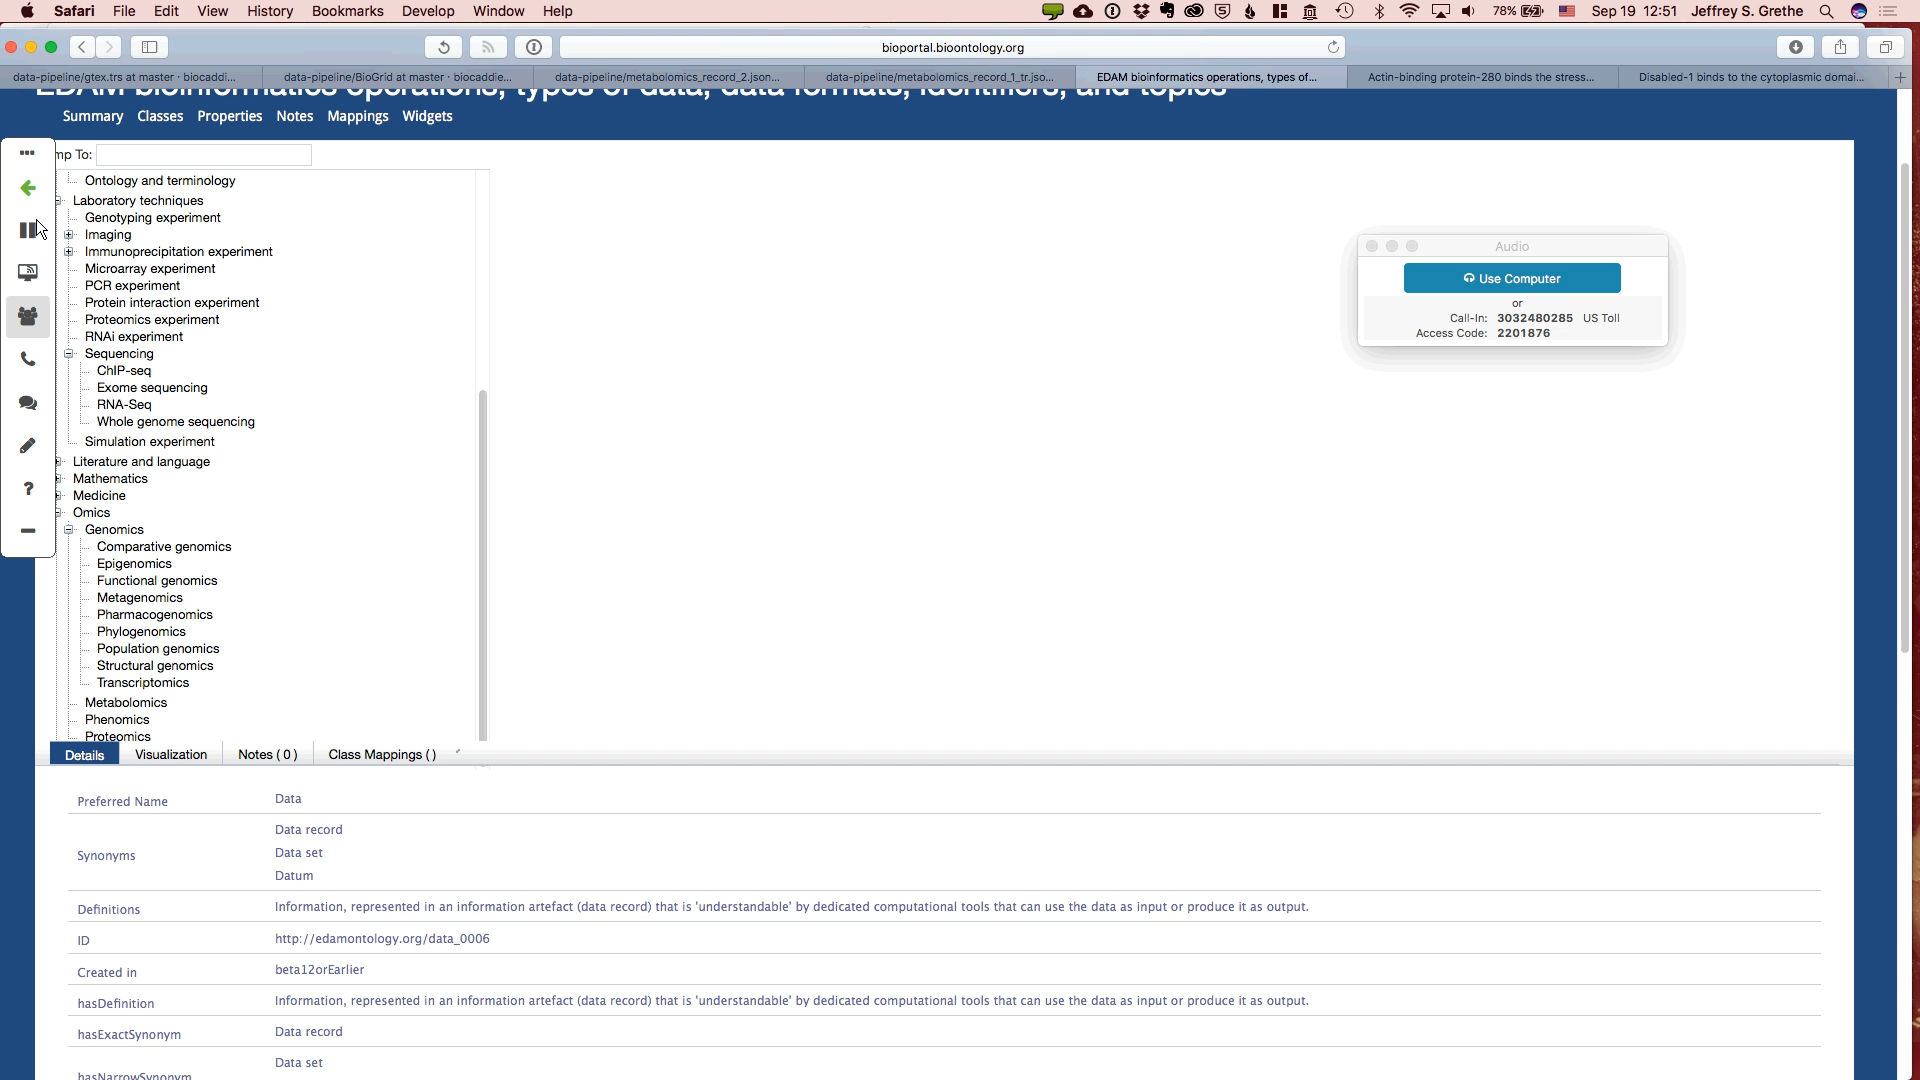 Safari File Edit View History Bookmarks Develop Window Help 78% Sep 19 12:51 Jeffrey S. Grethe
bioportal.bioontology.org
data-pipeline/gtex.trs at master · biocaddi... data-pipeline/BioGrid at master · biocaddie... data-pipeline/metabolomics_record_2.json... data-pipeline/metabolomics_record_1_tr.jso... EDAM bioinformatics operations, types of... Actin-binding protein-280 binds the stress... Disabled-1 binds to the cytoplasmic domai...
EDAM bioinformatics operations, types of data, data formats, identifiers, and topics
Summary Classes Properties Notes Mappings Widgets
mp To:
Ontology and terminology
Laboratory techniques
Genotyping experiment
Imaging
Immunoprecipitation experiment
Microarray experiment
PCR experiment
Protein interaction experiment
Proteomics experiment
RNAi experiment
Sequencing
ChIP-seq
Exome sequencing
RNA-Seq
Whole genome sequencing
Simulation experiment
Literature and language
Mathematics
Medicine
Omics
Genomics
Comparative genomics
Epigenomics
Functional genomics
Metagenomics
Pharmacogenomics
Phylogenomics
Population genomics
Structural genomics
Transcriptomics
Metabolomics
Phenomics
Proteomics
Audio
Use Computer
or
Call-In: 3032480285 US Toll
Access Code: 2201876
Details Visualization Notes ( 0 ) Class Mappings ( )
Preferred Name Data
Synonyms
Data record
Data set
Datum
Definitions Information, represented in an information artefact (data record) that is 'understandable' by dedicated computational tools that can use the data as input or produce it as output.
ID http://edamontology.org/data_0006
Created in beta12orEarlier
hasDefinition Information, represented in an information artefact (data record) that is 'understandable' by dedicated computational tools that can use the data as input or produce it as output.
hasExactSynonym Data record
Data set
hasNarrowSynonym